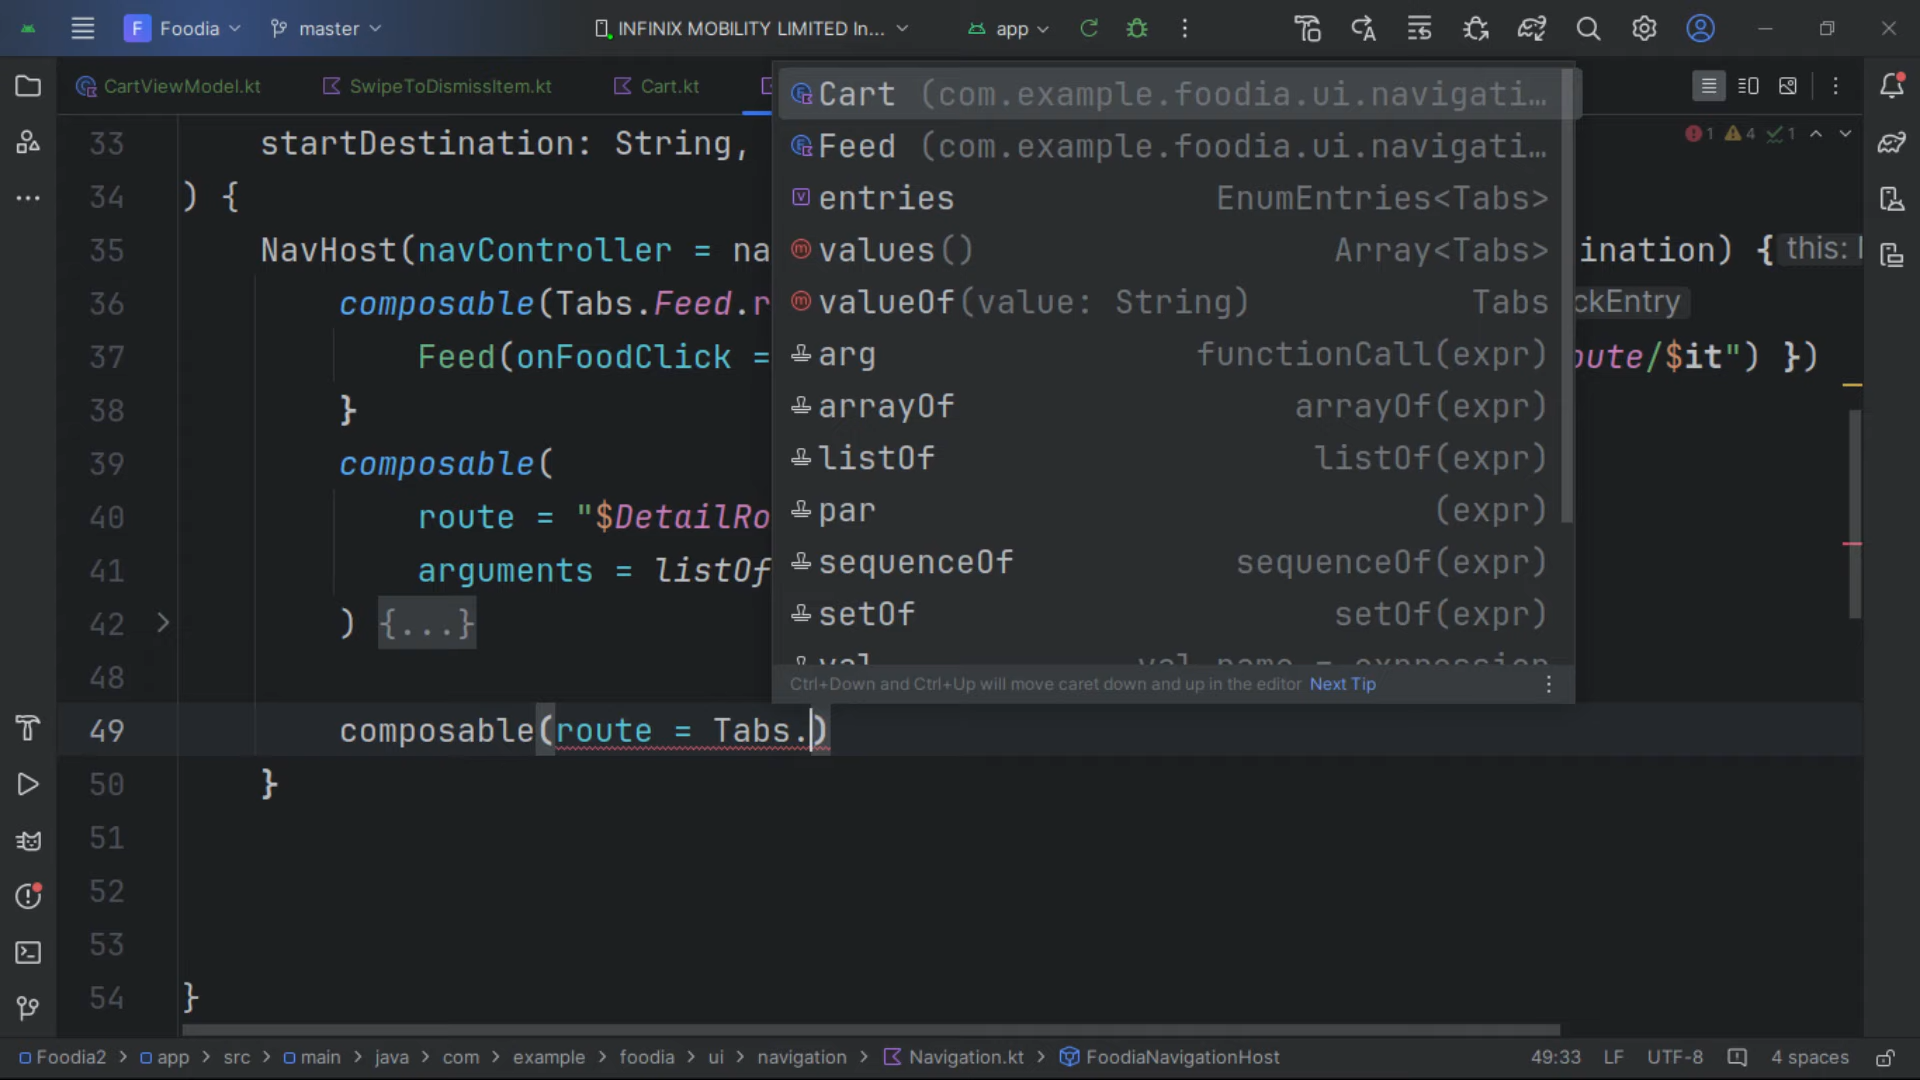 F Foodia master INFINIX MOBILITY LIMITED In... app
CartViewModel.kt SwipeToDismissItem.kt Cart.kt
33 startDestination: String,
34 ) {
35 NavHost(navController = na ination) { this:
36 composable(Tabs.Feed.r ckEntry
37 Feed(onFoodClick = oute/$it") })
38 }
39 composable(
40 route = "$DetailRo
41 arguments = listOf
42 ) {...}
48
49 composable(route = Tabs.)
50 }
51
52
53
54 }
Cart (com.example.foodia.ui.navigati...
Feed (com.example.foodia.ui.navigati...
entries EnumEntries<Tabs>
values() Array<Tabs>
valueOf(value: String) Tabs
arg functionCall(expr)
arrayOf arrayOf(expr)
listOf listOf(expr)
par (expr)
sequenceOf sequenceOf(expr)
setOf setOf(expr)
val val name = expression
Ctrl+Down and Ctrl+Up will move caret down and up in the editor Next Tip
1 4 1
Foodia2 > app > src > main > java > com > example > foodia > ui > navigation > Navigation.kt > FoodiaNavigationHost 49:33 LF UTF-8 4 spaces